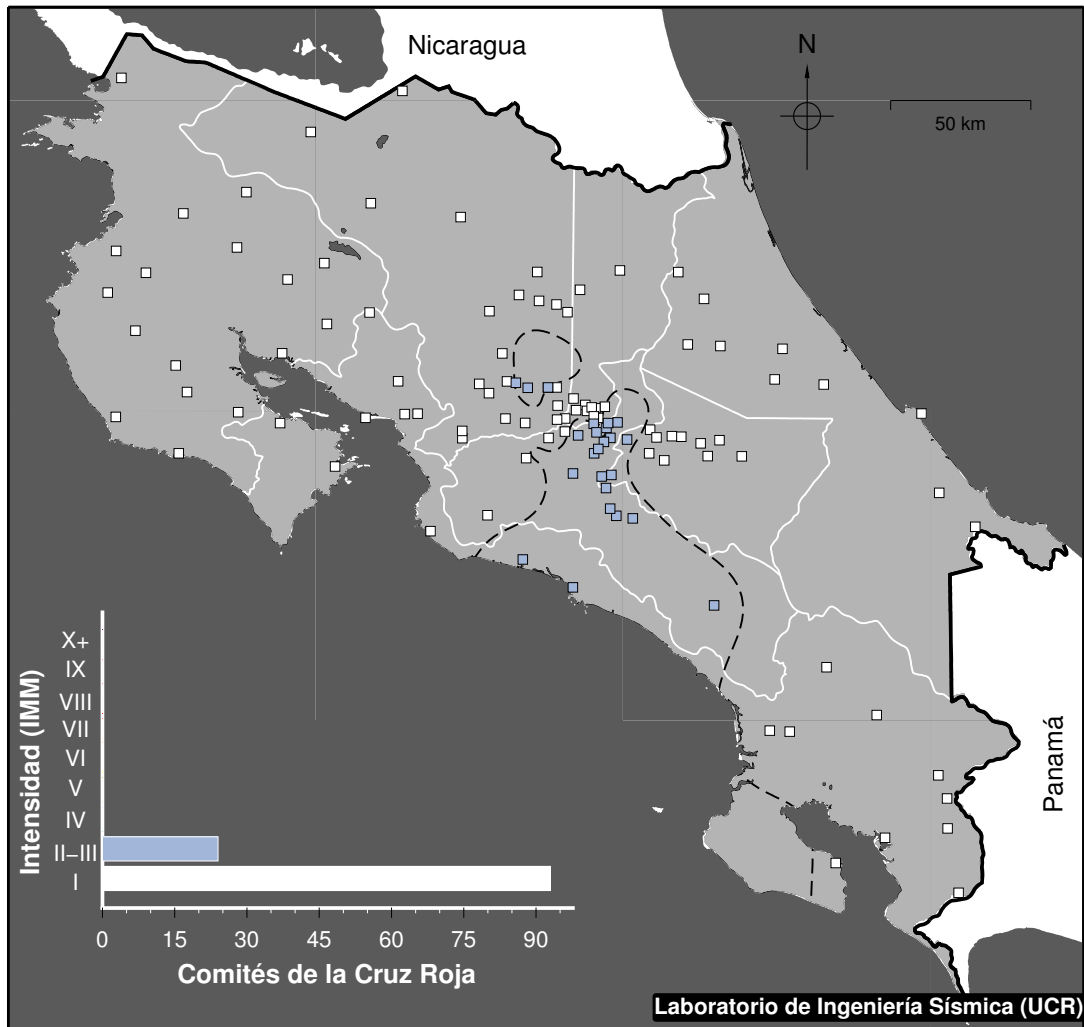 Nicaragua
N
50 km
Panamá
Intensidad (IMM)
X+
IX
VIII
VII
VI
V
IV
II−III
I
0 15 30 45 60 75 90
Comités de la Cruz Roja
Laboratorio de Ingeniería Sísmica (UCR)